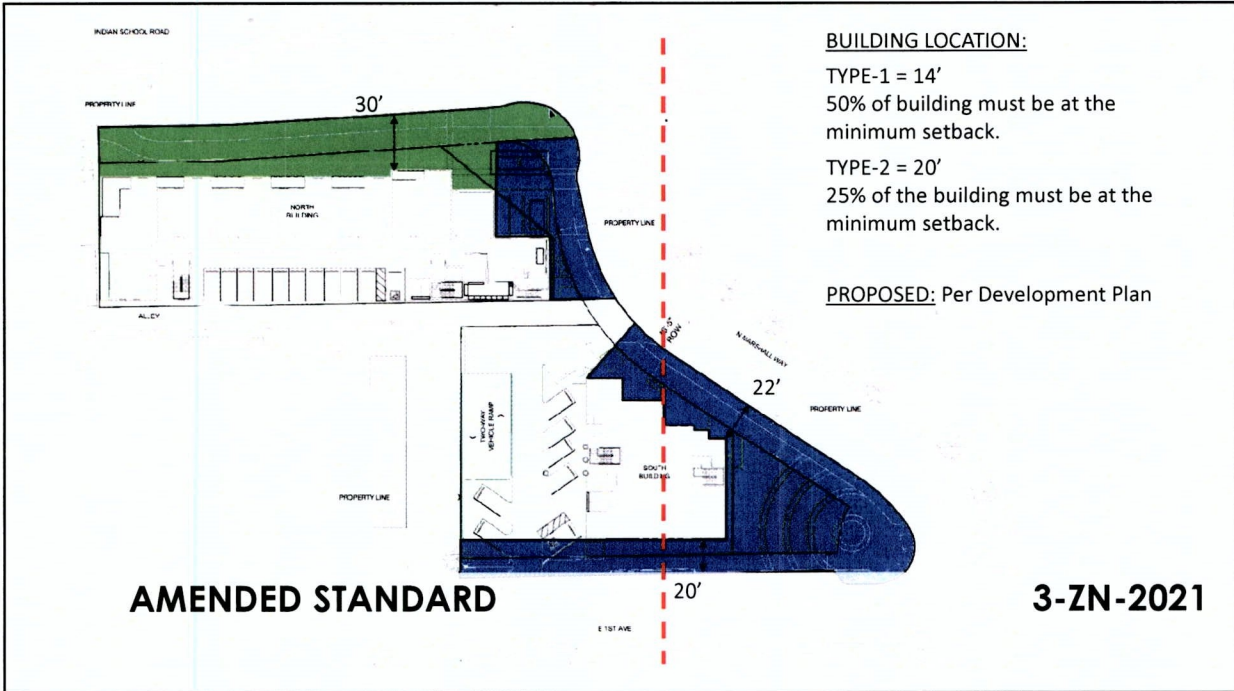 INDIAN SCHOOL ROAD
PROPERTY LINE
30'
NORTH
BUILDING
PROPERTY LINE
ALLEY
BUILDING LOCATION:
TYPE-1 = 14'
50% of building must be at the
minimum setback.
TYPE-2 = 20'
25% of the building must be at the
minimum setback.
PROPOSED: Per Development Plan
ROW
N MARSHALL WAY
22'
PROPERTY LINE
TWO-WAY
VEHICLE RAMP
SOUTH
BUILDING
PROPERTY LINE
20'
AMENDED STANDARD
3-ZN-2021
E 1ST AVE